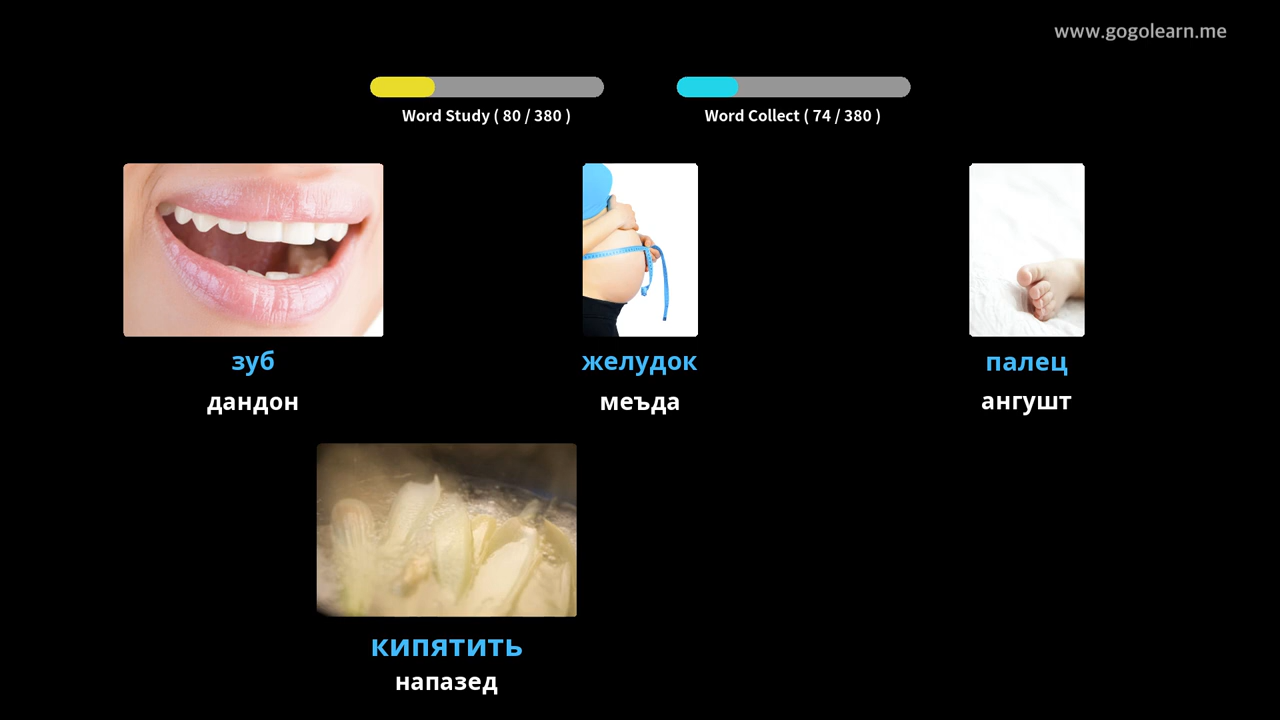 www.gogolearn.me
Word Study ( 80 / 380 )
Word Collect ( 74 / 380 )
зуб
желудок
палец
дандон
меъда
ангушт
кипятить
напазед